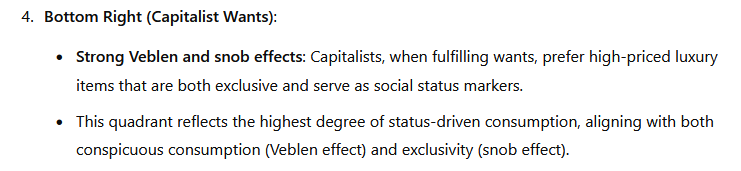 4. Bottom Right (Capitalist Wants):
• Strong Veblen and snob effects: Capitalists, when fulfilling wants, prefer high-priced luxury
items that are both exclusive and serve as social status markers.
• This quadrant reflects the highest degree of status-driven consumption, aligning with both
conspicuous consumption (Veblen effect) and exclusivity (snob effect).